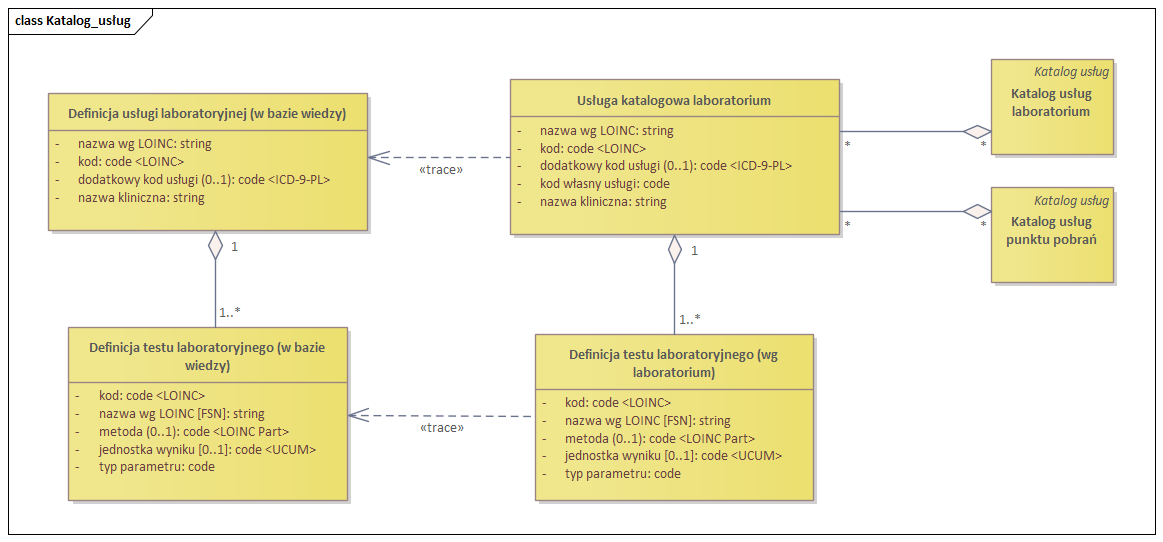 class Katalog_usług
Definicja usługi laboratoryjnej (w bazie wiedzy)
- nazwa wg LOINC: string
- kod: code <LOINC>
- dodatkowy kod usługi (0..1): code <ICD-9-PL>
- nazwa kliniczna: string
«trace»
Usługa katalogowa laboratorium
- nazwa wg LOINC: string
- kod: code <LOINC>
- dodatkowy kod usługi (0..1): code <ICD-9-PL>
- kod własny usługi: code
- nazwa kliniczna: string
* *
Katalog usług
Katalog usług
laboratorium
* *
Katalog usług
Katalog usług
punktu pobrań
1
1..*
1
1..*
Definicja testu laboratoryjnego (w bazie
wiedzy)
- kod: code <LOINC>
- nazwa wg LOINC [FSN]: string
- metoda (0..1): code <LOINC Part>
- jednostka wyniku [0..1]: code <UCUM>
- typ parametru: code
«trace»
Definicja testu laboratoryjnego (wg
laboratorium)
- kod: code <LOINC>
- nazwa wg LOINC [FSN]: string
- metoda (0..1): code <LOINC Part>
- jednostka wyniku [0..1]: code <UCUM>
- typ parametru: code